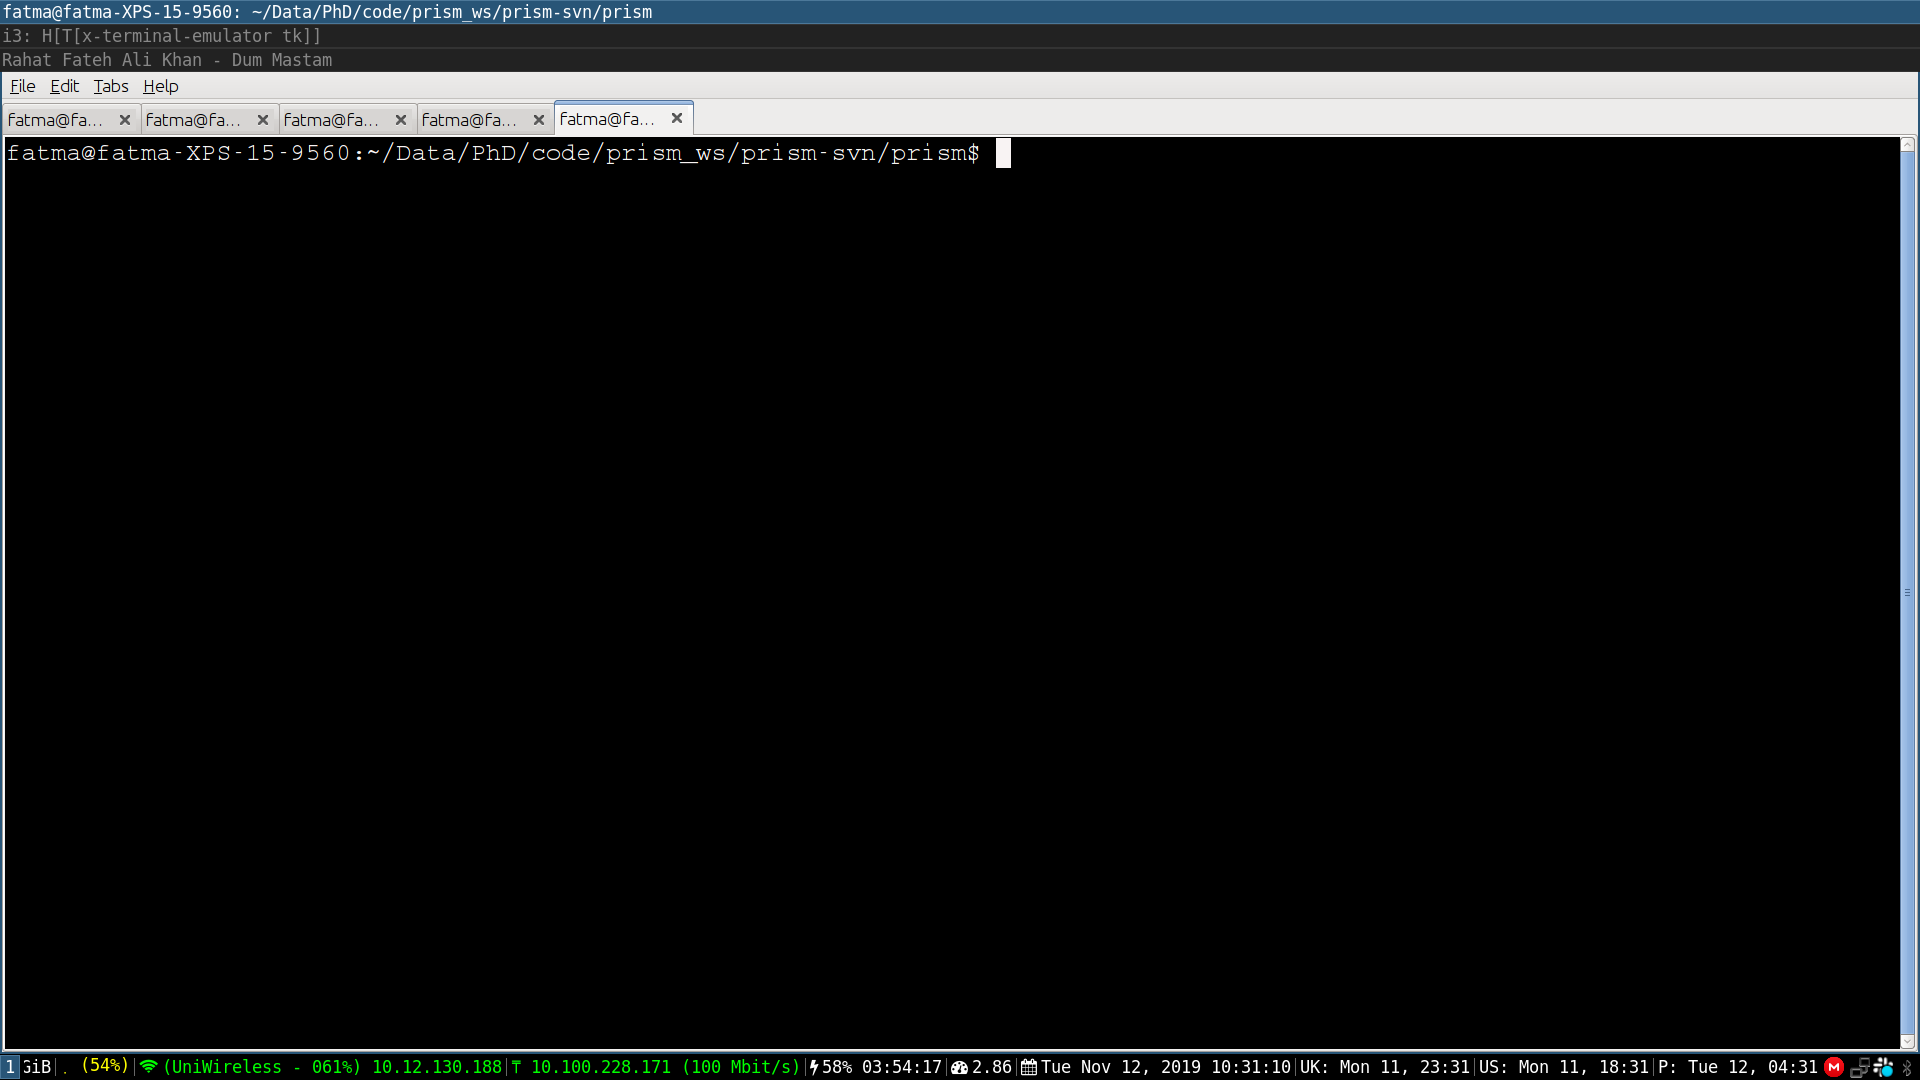 fatma@fatma-XPS-15-9560: ~/Data/PhD/code/prism_ws/prism-svn/prism
i3: H[T[x-terminal-emulator tk]]
Rahat Fateh Ali Khan - Dum Mastam
File Edit Tabs Help
fatma@fa... fatma@fa... fatma@fa... fatma@fa... fatma@fa...
fatma@fatma-XPS-15-9560:~/Data/PhD/code/prism_ws/prism-svn/prism$
1 GiB . (54%) (UniWireless - 061%) 10.12.130.188 10.100.228.171 (100 Mbit/s) 58% 03:54:17 2.86 Tue Nov 12, 2019 10:31:10 UK: Mon 11, 23:31 US: Mon 11, 18:31 P: Tue 12, 04:31 M